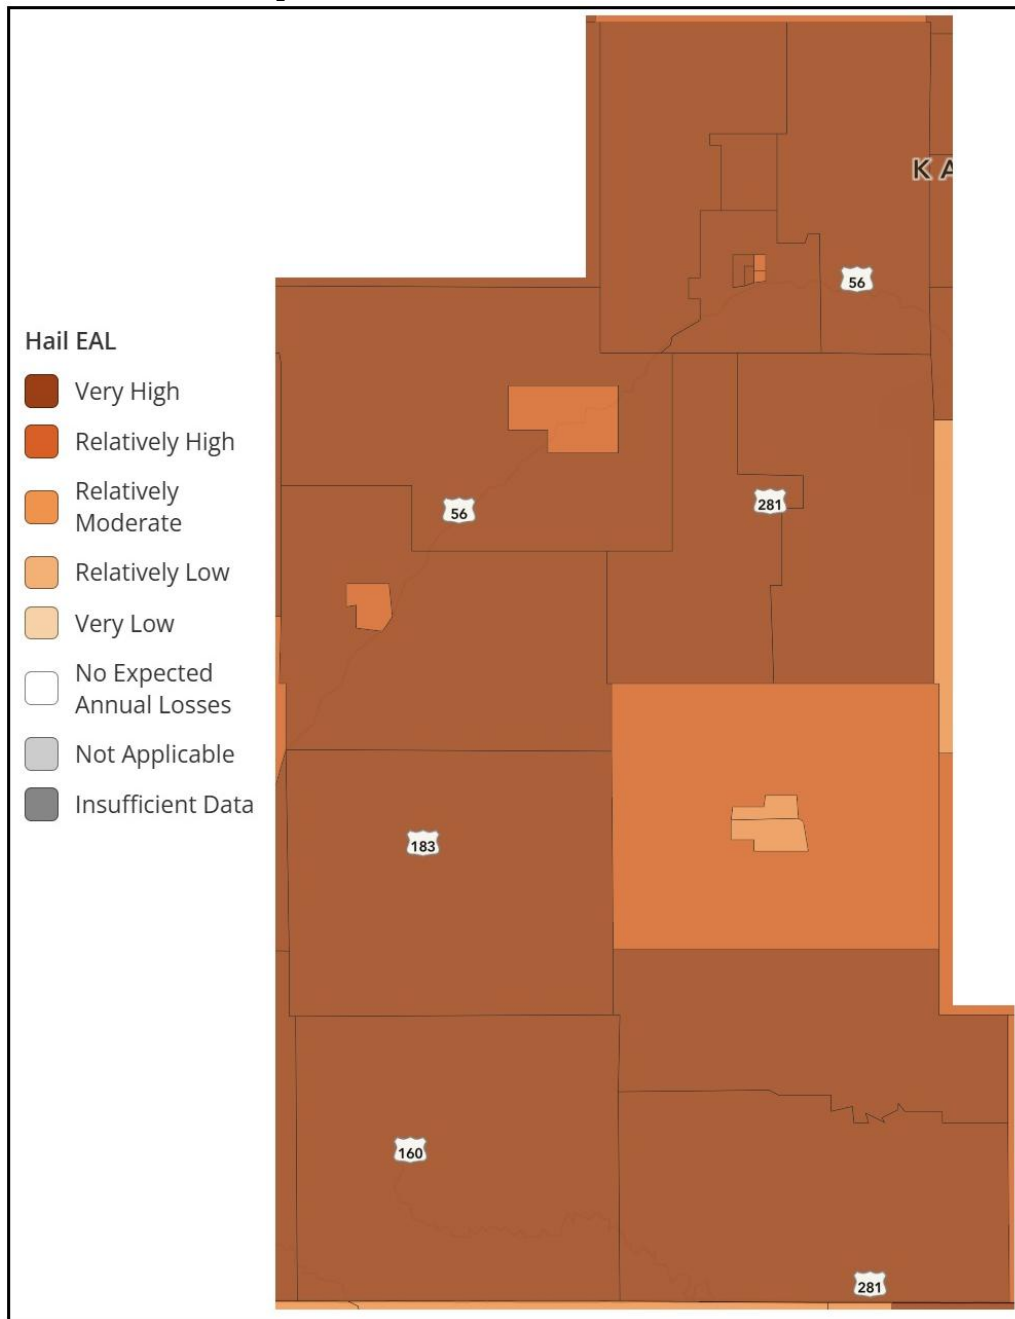 K A
56
Hail EAL
Very High
Relatively High
Relatively
Moderate
Relatively Low
Very Low
No Expected
Annual Losses
Not Applicable
Insufficient Data
56
281
183
160
281